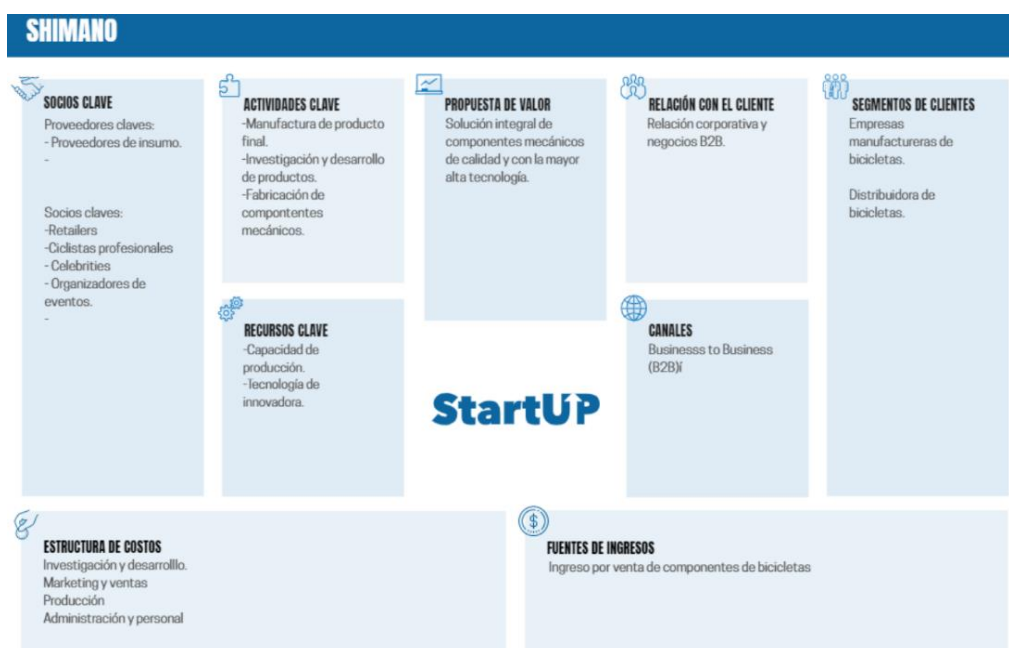 SHIMANO
SOCIOS CLAVE
Proveedores claves:
- Proveedores de insumo.
-
Socios claves:
-Retailers
-Ciclistas profesionales
- Celebrities
- Organizadores de
eventos.
-
ACTIVIDADES CLAVE
-Manufactura de producto
final.
-Investigación y desarrollo
de productos.
-Fabricación de
compontentes
mecánicos.
RECURSOS CLAVE
-Capacidad de
producción.
-Tecnología de
innovadora.
PROPUESTA DE VALOR
Solución integral de
componentes mecánicos
de calidad y con la mayor
alta tecnología.
StartUP
RELACIÓN CON EL CLIENTE
Relación corporativa y
negocios B2B.
CANALES
Businesss to Business
(B2B)í
SEGMENTOS DE CLIENTES
Empresas
manufactureras de
bicicletas.
Distribuidora de
bicicletas.
ESTRUCTURA DE COSTOS
Investigación y desarrolllo.
Marketing y ventas
Producción
Administración y personal
FUENTES DE INGRESOS
Ingreso por venta de componentes de bicicletas